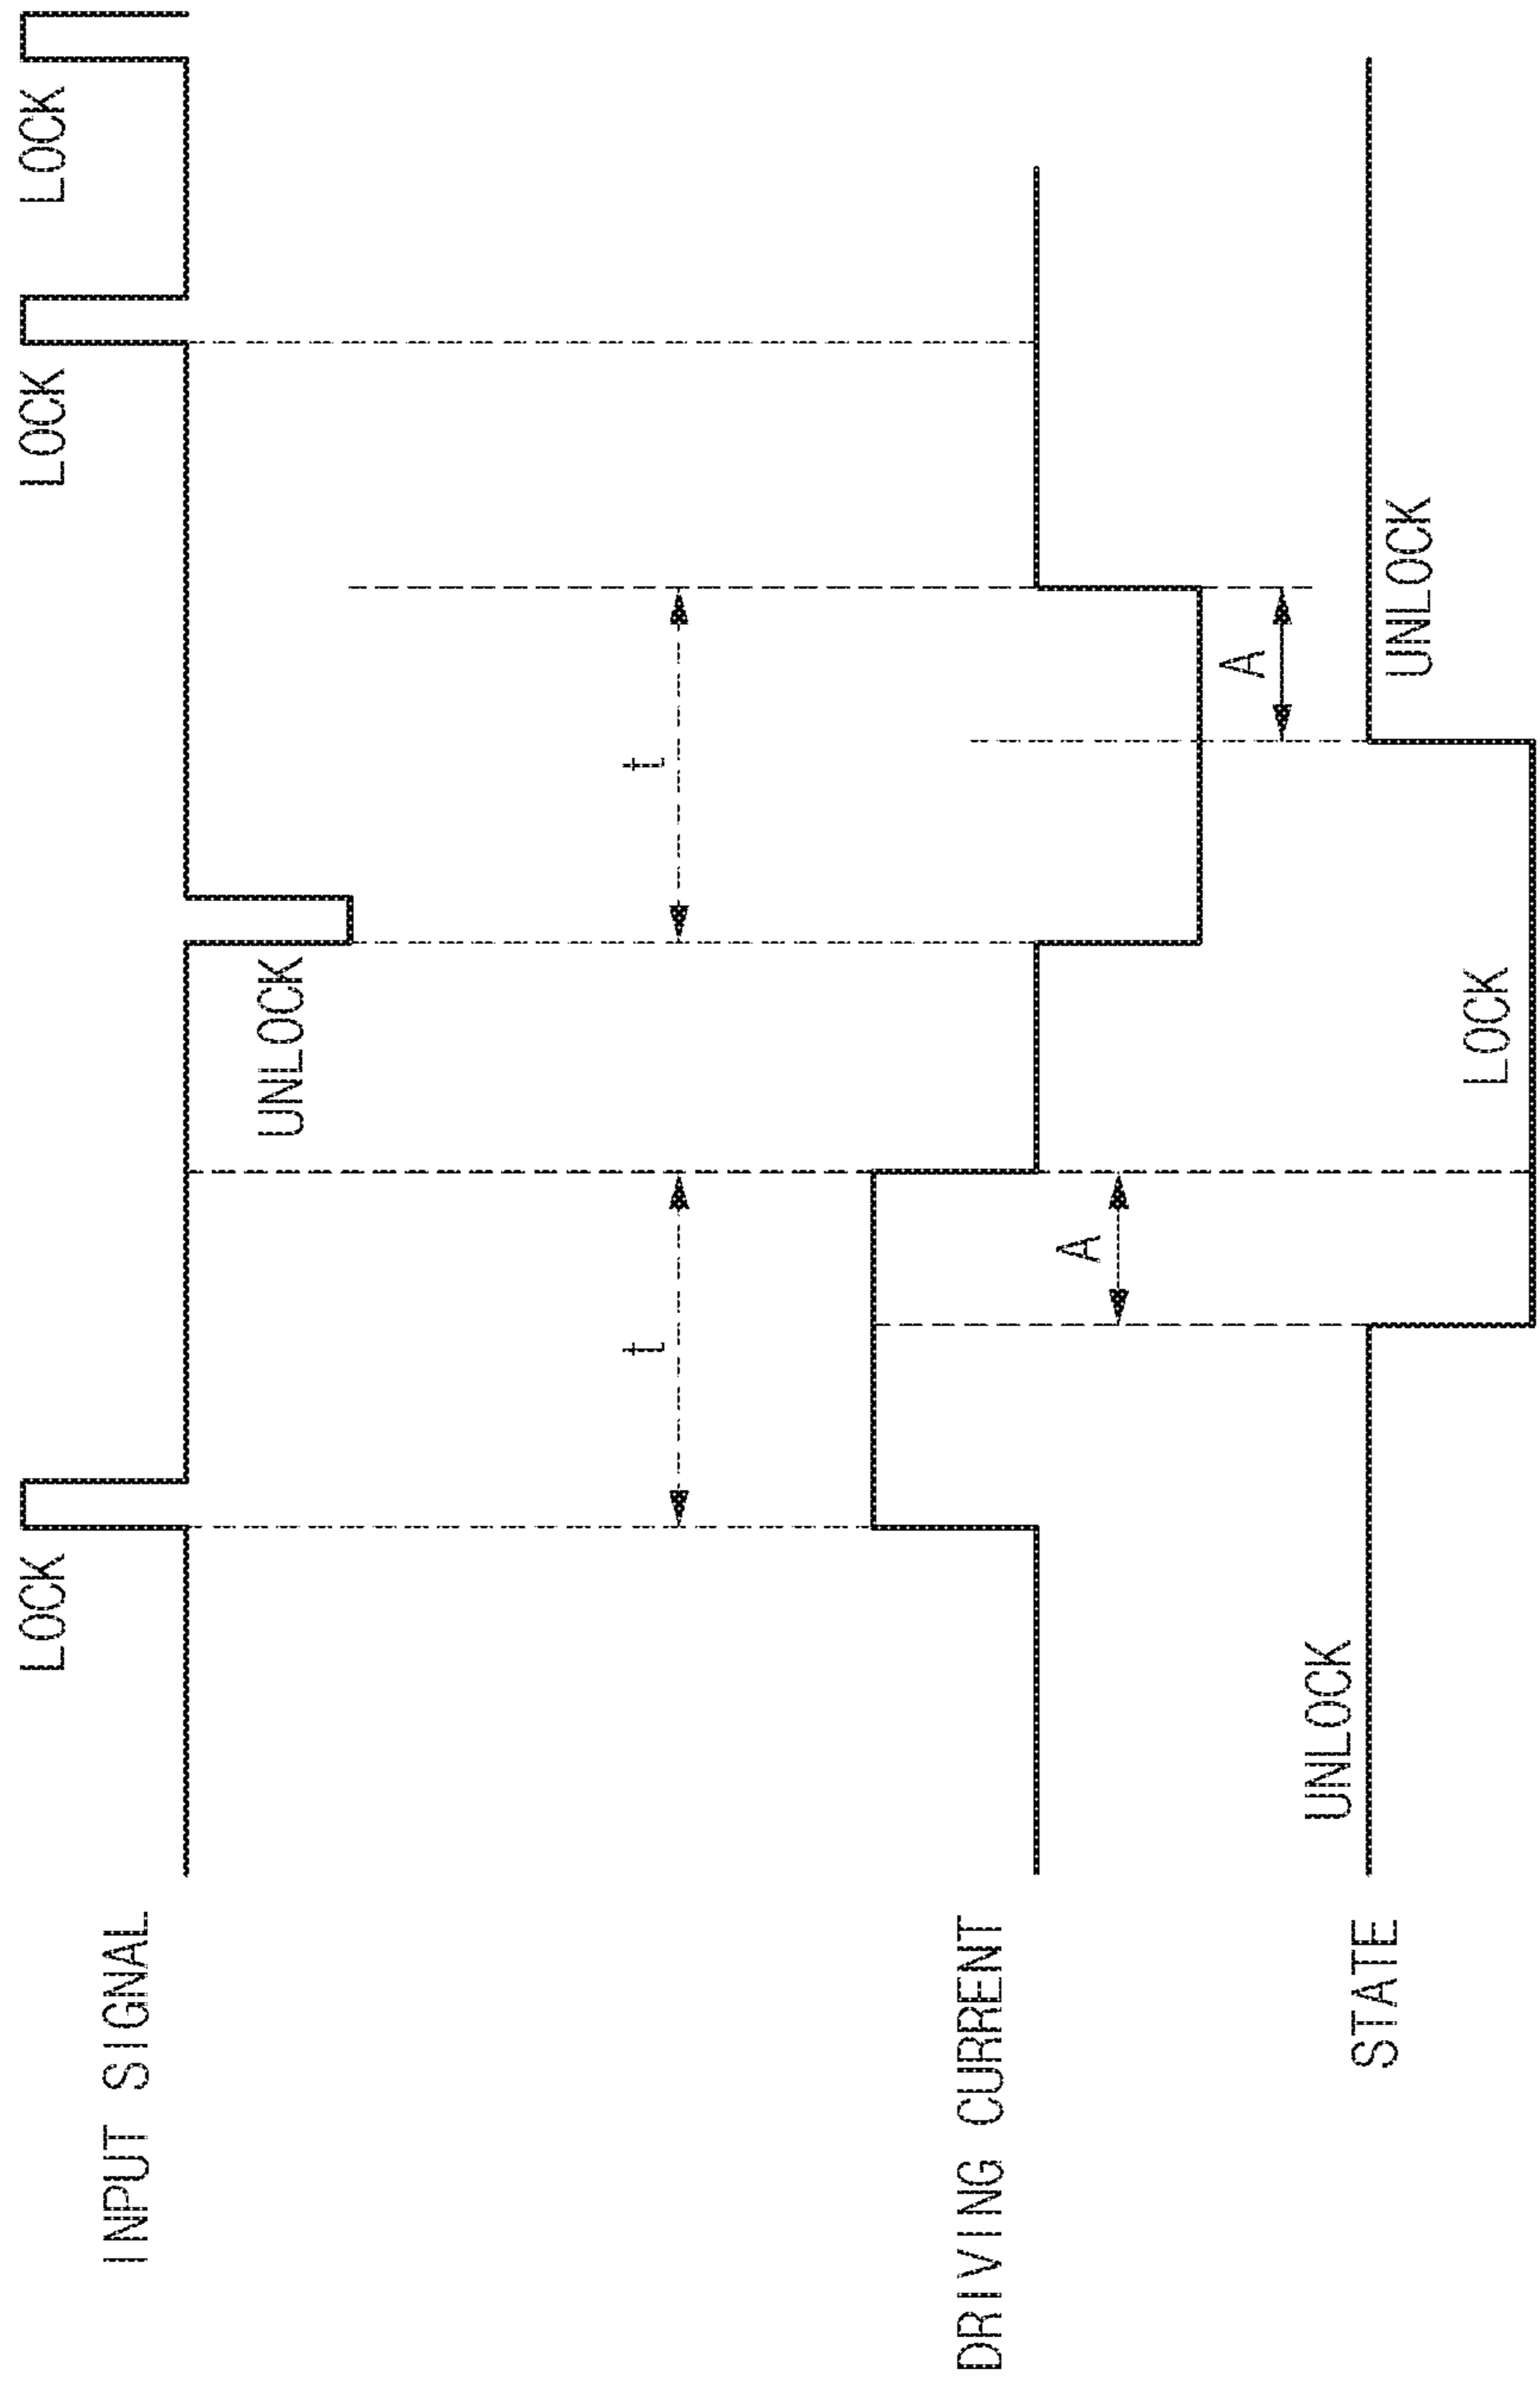 LOCK
LOCK
LOCK
INPUT SIGNAL
UNLOCK
t
t
DRIVING CURRENT
A
A
UNLOCK
STATE
UNLOCK
LOCK